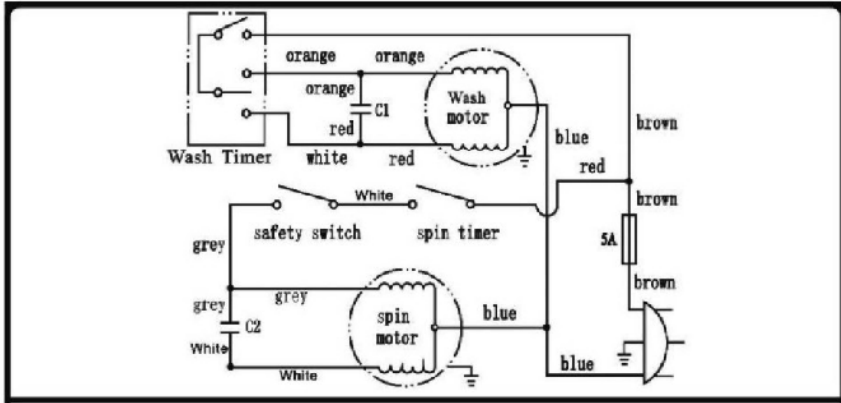 orange
orange
orange
C1
red
Wash
motor
brown
blue
Wash Timer
white
red
red
White
brown
safety switch
spin timer
grey
5A
brown
grey
grey
C2
spin
motor
blue
White
White
blue